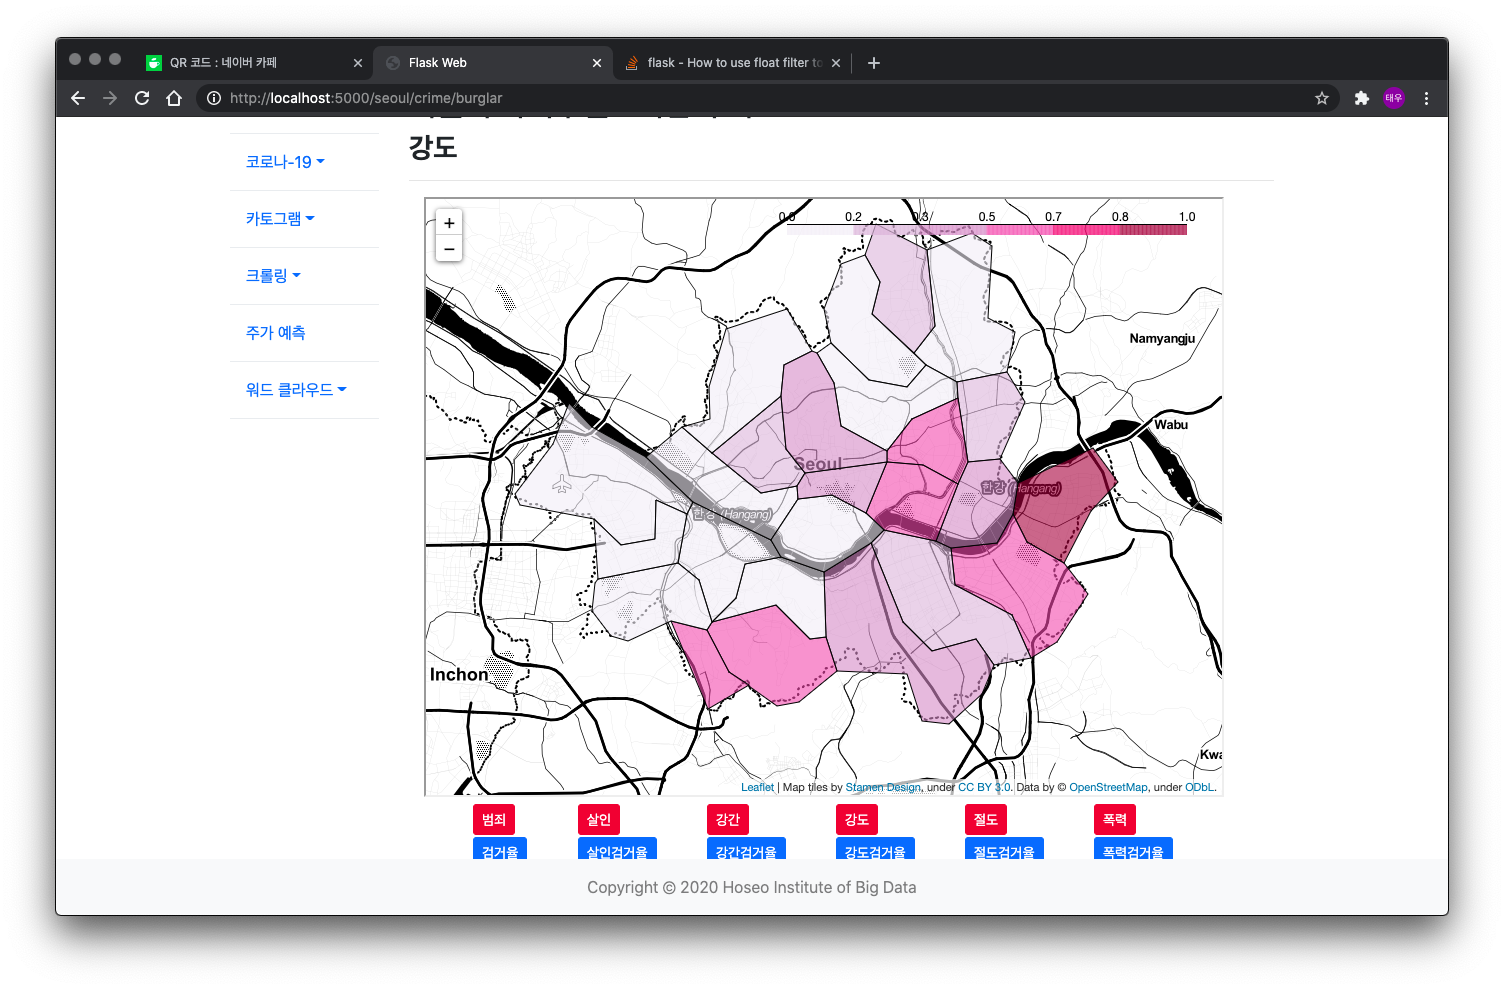 QR 코드 : 네이버 카페
Flask Web
flask - How to use float filter to
http://localhost:5000/seoul/crime/burglar
태우
강도
코로나-19
카토그램
크롤링
주가 예측
워드 클라우드
+
−
0.0 0.2 0.3 0.5 0.7 0.8 1.0
Namyangju
Wabu
Seoul
한강 (Hangang)
한강 (Hangang)
Inchon
Kwa
Leaflet | Map tiles by Stamen Design, under CC BY 3.0. Data by © OpenStreetMap, under ODbL.
범죄 살인 강간 강도 절도 폭력
검거율 살인검거율 강간검거율 강도검거율 절도검거율 폭력검거율
Copyright © 2020 Hoseo Institute of Big Data